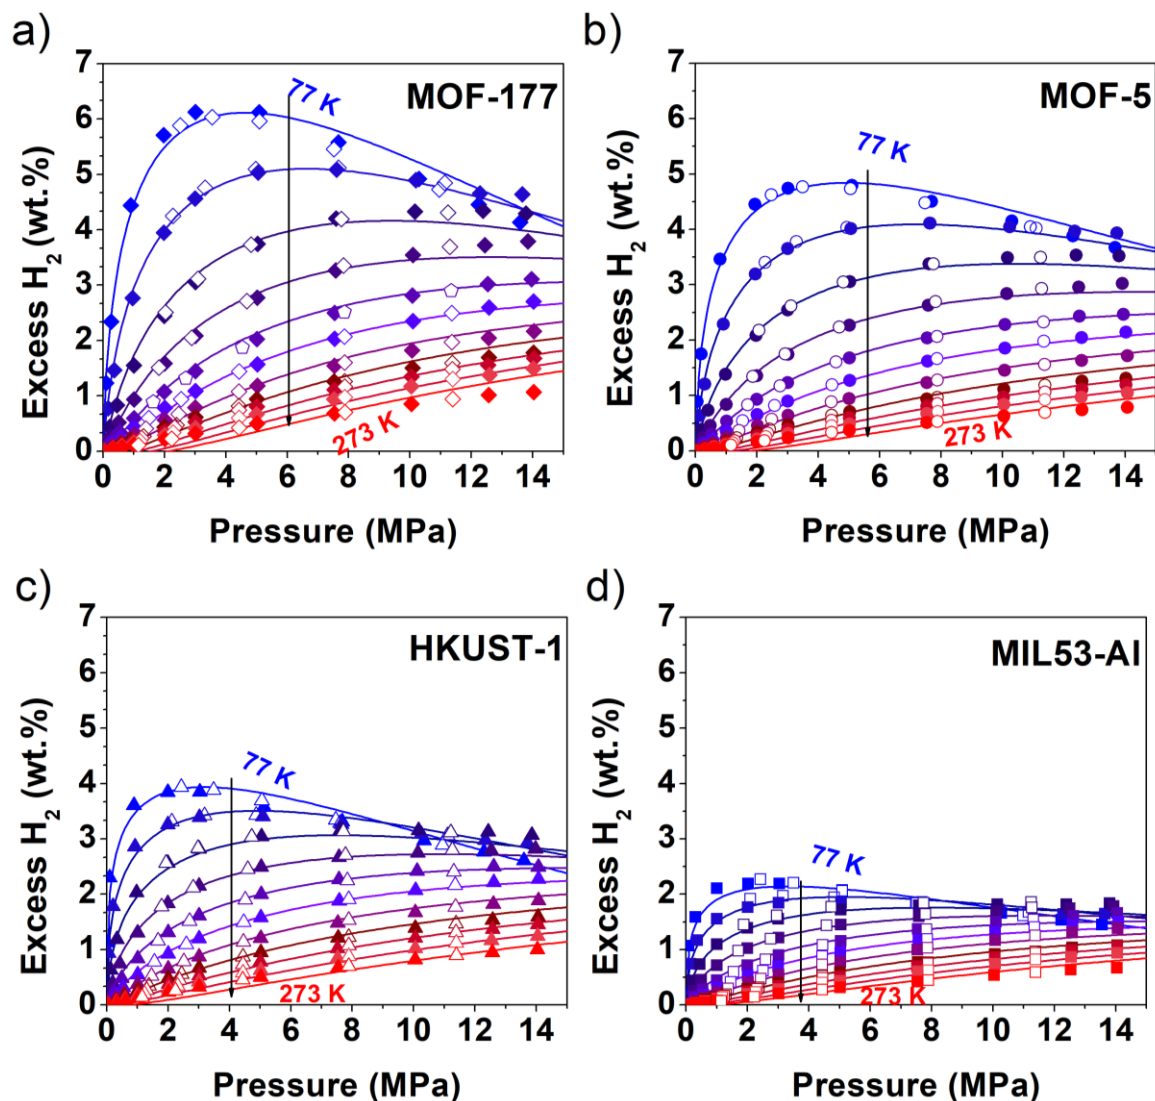 a)
MOF-177
77 K
273 K
7
6
5
4
3
2
1
0
Excess H₂ (wt.%)
0 2 4 6 8 10 12 14
Pressure (MPa)
b)
MOF-5
77 K
273 K
7
6
5
4
3
2
1
0
Excess H₂ (wt.%)
0 2 4 6 8 10 12 14
Pressure (MPa)
c)
HKUST-1
77 K
273 K
7
6
5
4
3
2
1
0
Excess H₂ (wt.%)
0 2 4 6 8 10 12 14
Pressure (MPa)
d)
MIL53-Al
77 K
273 K
7
6
5
4
3
2
1
0
Excess H₂ (wt.%)
0 2 4 6 8 10 12 14
Pressure (MPa)